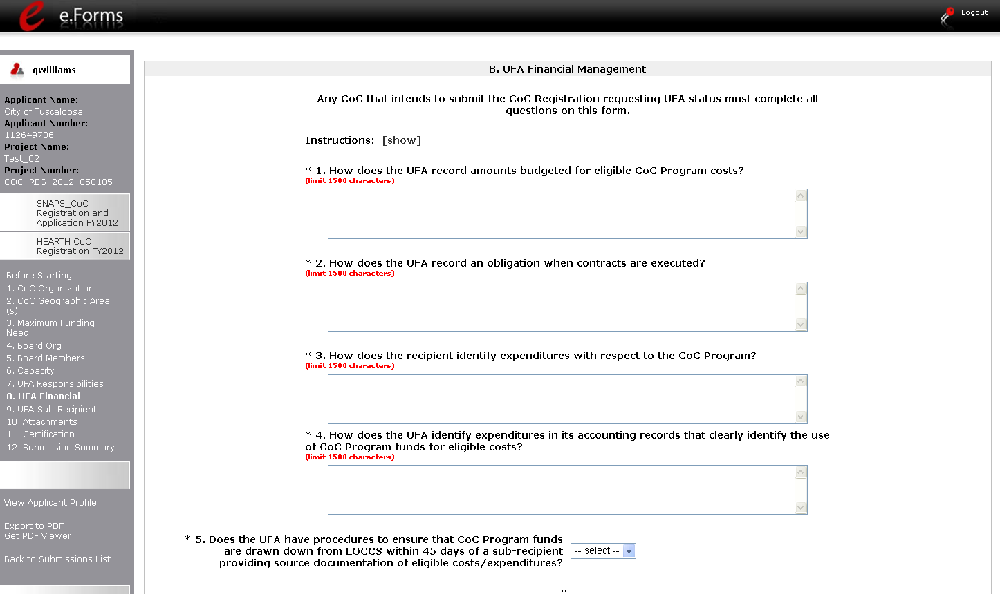 e
e.Forms
Logout
qwilliams
Applicant Name:
City of Tuscaloosa
Applicant Number:
112649736
Project Name:
Test_02
Project Number:
COC_REG_2012_058105
SNAPS_CoC
Registration and
Application FY2012
HEARTH CoC
Registration FY2012
Before Starting
1. CoC Organization
2. CoC Geographic Area
(s)
3. Maximum Funding
Need
4. Board Org
5. Board Members
6. Capacity
7. UFA Responsibilities
8. UFA Financial
9. UFA-Sub-Recipient
10. Attachments
11. Certification
12. Submission Summary
View Applicant Profile
Export to PDF
Get PDF Viewer
Back to Submissions List
8. UFA Financial Management
Any CoC that intends to submit the CoC Registration requesting UFA status must complete all
questions on this form.
Instructions: [show]
* 1. How does the UFA record amounts budgeted for eligible CoC Program costs?
(limit 1500 characters)
* 2. How does the UFA record an obligation when contracts are executed?
(limit 1500 characters)
* 3. How does the recipient identify expenditures with respect to the CoC Program?
(limit 1500 characters)
* 4. How does the UFA identify expenditures in its accounting records that clearly identify the use
of CoC Program funds for eligible costs?
(limit 1500 characters)
* 5. Does the UFA have procedures to ensure that CoC Program funds
are drawn down from LOCCS within 45 days of a sub-recipient
providing source documentation of eligible costs/expenditures?
-- select --
*